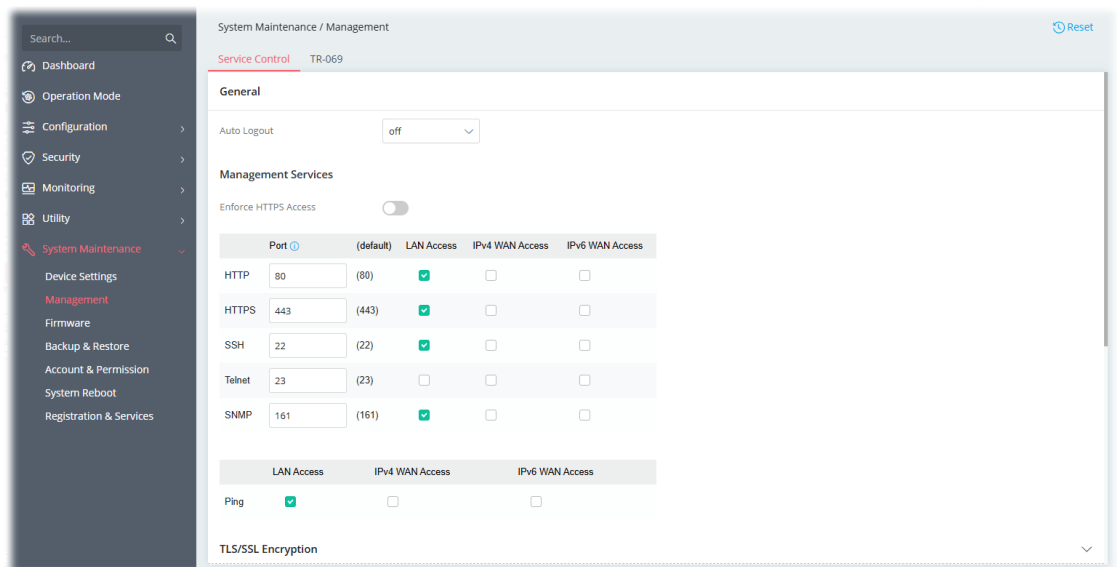 Search...
Dashboard
Operation Mode
Configuration
Security
Monitoring
Utility
System Maintenance
Device Settings
Management
Firmware
Backup & Restore
Account & Permission
System Reboot
Registration & Services
System Maintenance / Management
Reset
Service Control TR-069
General
Auto Logout off
Management Services
Enforce HTTPS Access
Port (default) LAN Access IPv4 WAN Access IPv6 WAN Access
HTTP 80 (80)
HTTPS 443 (443)
SSH 22 (22)
Telnet 23 (23)
SNMP 161 (161)
LAN Access IPv4 WAN Access IPv6 WAN Access
Ping
TLS/SSL Encryption